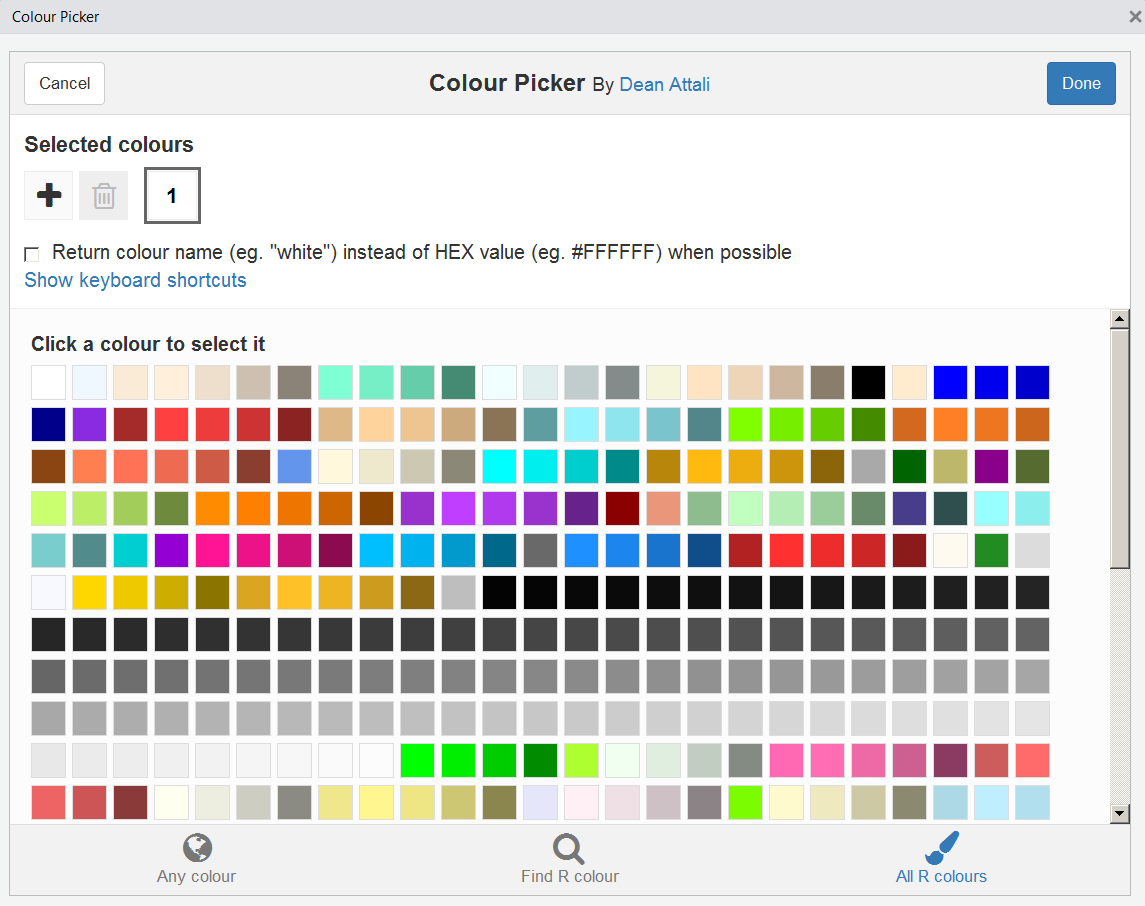 Colour Picker
Cancel
Colour Picker By Dean Attali
Done
Selected colours
1
Return colour name (eg. "white") instead of HEX value (eg. #FFFFFF) when possible
Show keyboard shortcuts
Click a colour to select it
Any colour
Find R colour
All R colours